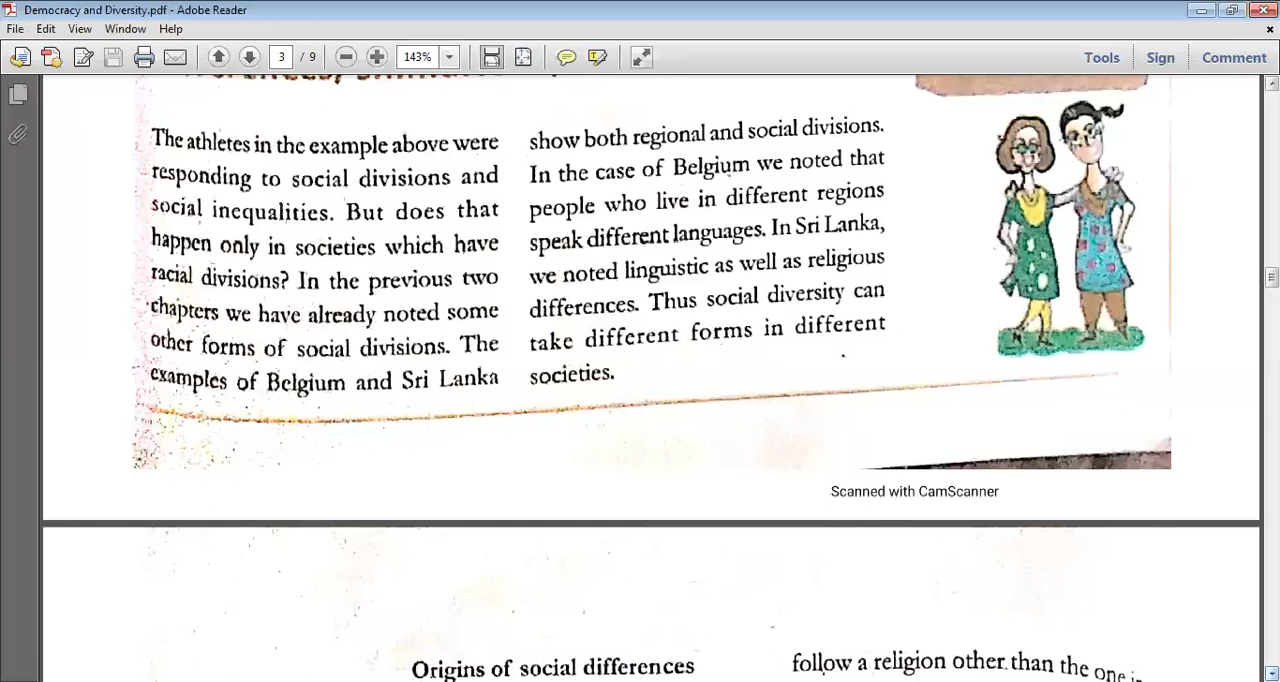 Democracy and Diversity.pdf - Adobe Reader
File Edit View Window Help
3 / 9 143% Tools Sign Comment
The athletes in the example above were
responding to social divisions and
social inequalities. But does that
happen only in societies which have
racial divisions? In the previous two
chapters we have already noted some
other forms of social divisions. The
examples of Belgium and Sri Lanka
show both regional and social divisions.
In the case of Belgium we noted that
people who live in different regions
speak different languages. In Sri Lanka,
we noted linguistic as well as religious
differences. Thus social diversity can
take different forms in different
societies.
Scanned with CamScanner
Origins of social differences
follow a religion other than the one